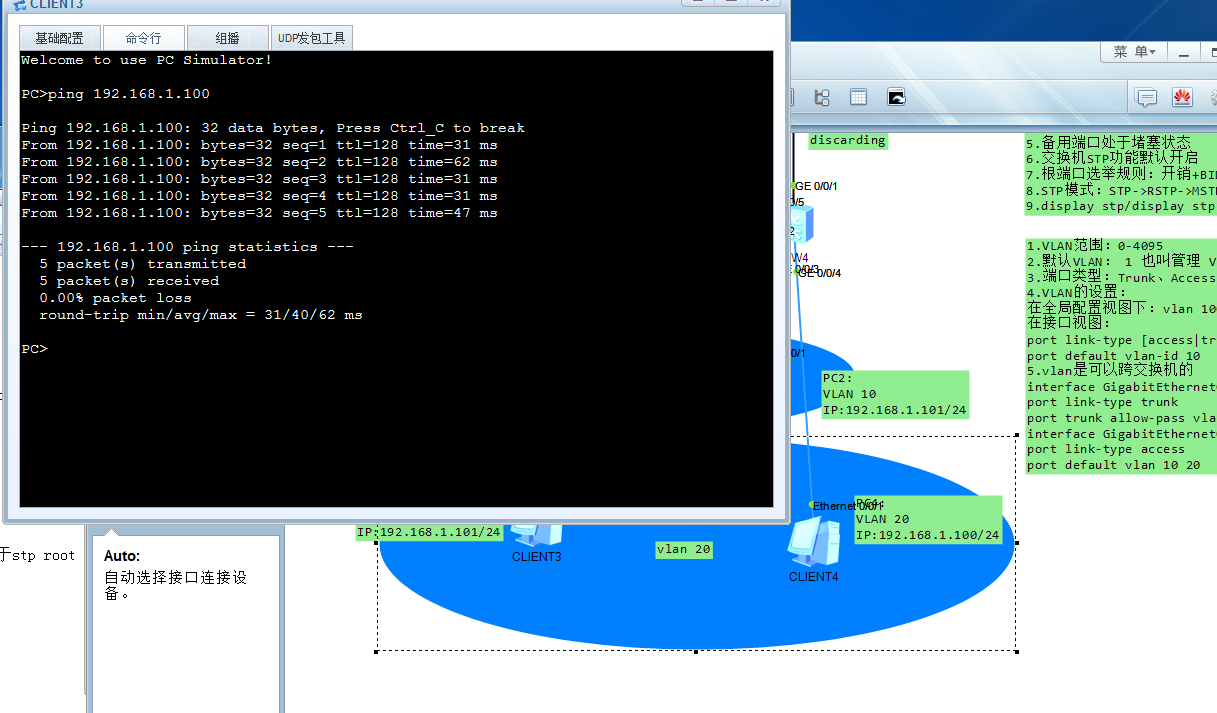 CLIENT3
基础配置
命令行
组播
UDP发包工具
Welcome to use PC Simulator!
PC>ping 192.168.1.100
Ping 192.168.1.100: 32 data bytes, Press Ctrl_C to break
From 192.168.1.100: bytes=32 seq=1 ttl=128 time=31 ms
From 192.168.1.100: bytes=32 seq=2 ttl=128 time=62 ms
From 192.168.1.100: bytes=32 seq=3 ttl=128 time=31 ms
From 192.168.1.100: bytes=32 seq=4 ttl=128 time=31 ms
From 192.168.1.100: bytes=32 seq=5 ttl=128 time=47 ms
--- 192.168.1.100 ping statistics ---
5 packet(s) transmitted
5 packet(s) received
0.00% packet loss
round-trip min/avg/max = 31/40/62 ms
PC>
菜 单
discarding
GE 0/0/1
0/5
2
W4
GE 0/0/4
0/1
PC2:
VLAN 10
IP:192.168.1.101/24
5.备用端口处于堵塞状态
6.交换机STP功能默认开启
7.根端口选举规则: 开销+BI
8.STP模式: STP->RSTP->MST
9.display stp/display stp
1.VLAN范围: 0-4095
2.默认VLAN: 1 也叫管理 V
3.端口类型: Trunk、Access
4.VLAN的设置:
在全局配置视图下: vlan 10
在接口视图:
port link-type [access|tr
port default vlan-id 10
5.vlan是可以跨交换机的
interface GigabitEthernet
port link-type trunk
port trunk allow-pass vla
interface GigabitEthernet
port link-type access
port default vlan 10 20
Ethernet 0/0/1
PC4:
VLAN 20
IP:192.168.1.100/24
IP:192.168.1.101/24
CLIENT3
vlan 20
CLIENT4
于stp root
Auto:
自动选择接口连接设
备。